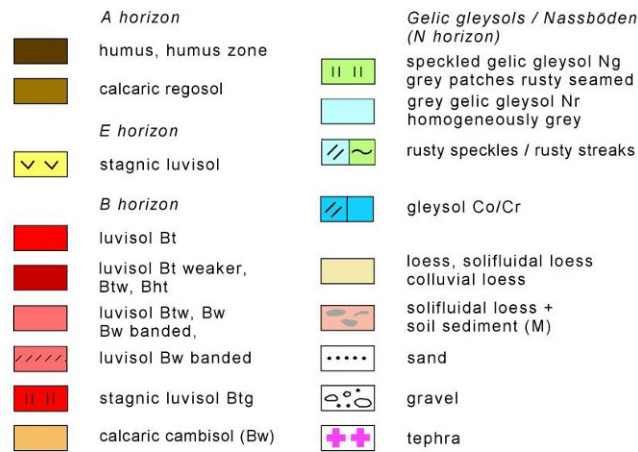 A horizon
humus, humus zone
calcaric regosol
E horizon
stagnic luvisol
B horizon
luvisol Bt
luvisol Bt weaker,
Btw, Bht
luvisol Btw, Bw
Bw banded,
luvisol Bw banded
stagnic luvisol Btg
calcaric cambisol (Bw)
Gelic gleysols / Nassböden
(N horizon)
speckled gelic gleysol Ng
grey patches rusty seamed
grey gelic gleysol Nr
homogeneously grey
rusty speckles / rusty streaks
gleysol Co/Cr
loess, solifluidal loess
colluvial loess
solifluidal loess +
soil sediment (M)
sand
gravel
tephra